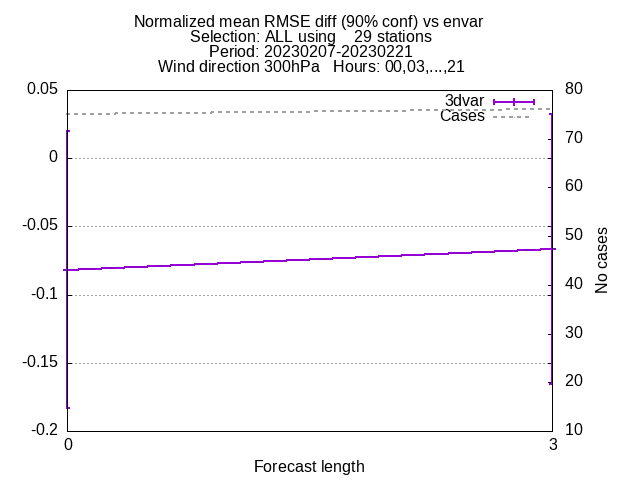 Normalized mean RMSE diff (90% conf) vs envar
Selection: ALL using    29 stations
Period: 20230207-20230221
Wind direction 300hPa   Hours: 00,03,...,21
0.05
0
-0.05
-0.1
-0.15
-0.2
3dvar
Cases
80
70
60
50
40
30
20
10
No cases
0
3
Forecast length